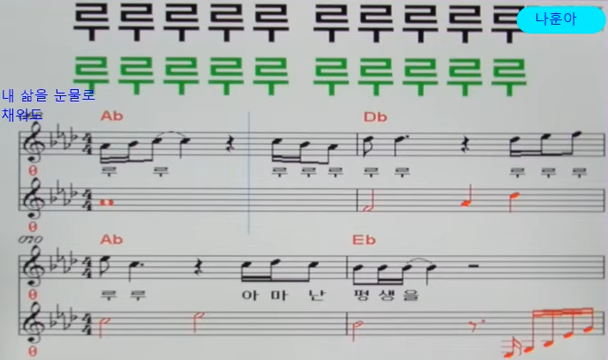 루루루루루 루루루루루
나훈아
루루루루루 루루루루루
내 삶을 눈물로
채워도
Ab Db
루 루 루 루 루 루 루 루 루 루
Ab Eb
루 루 아 마 난 평 생 을